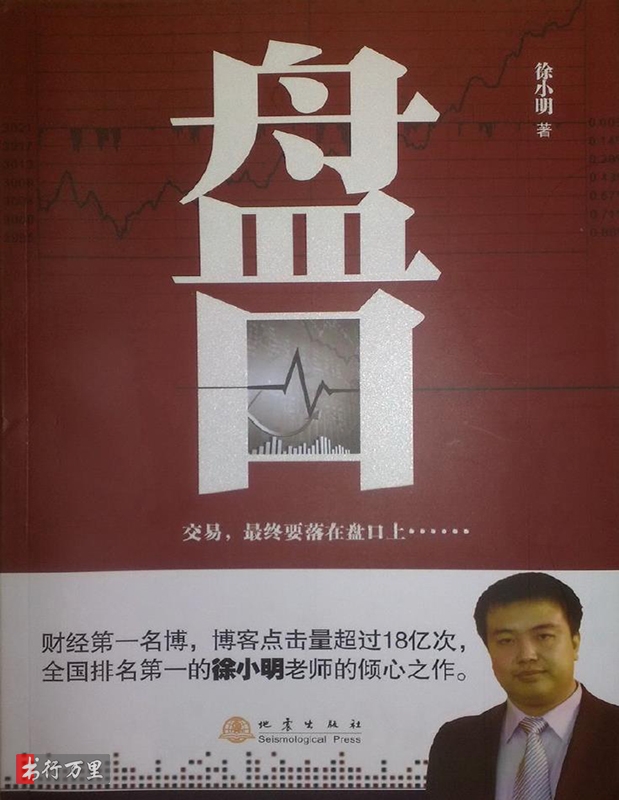 盘口
徐小明 著
3021
交易，最终要落在盘口上……
财经第一名博，博客点击量超过18亿次，
全国排名第一的徐小明老师的倾心之作。
地震出版社
Seismological Press
书行万里